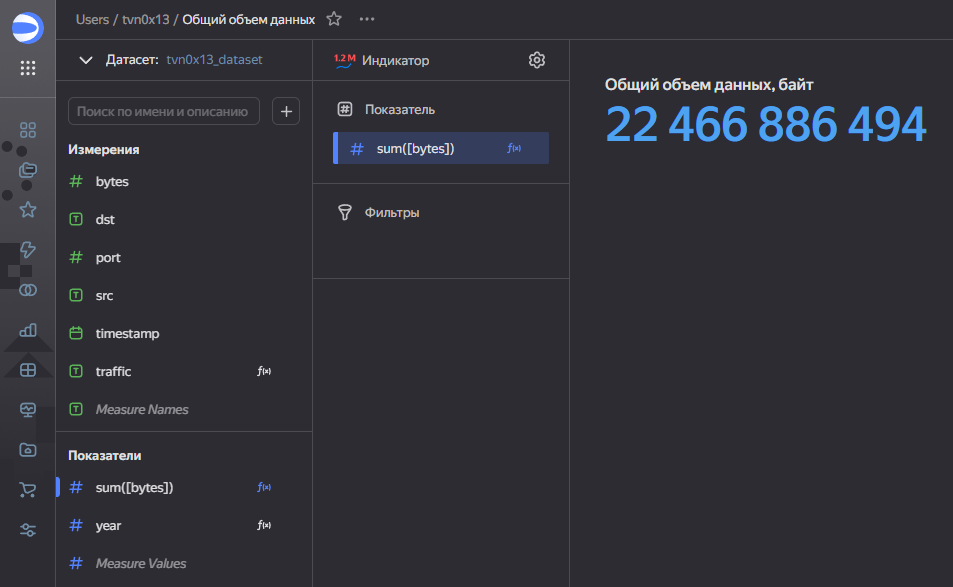 Users / tvn0x13 / Общий объем данных
Датасет: tvn0x13_dataset
Поиск по имени и описанию
Измерения
bytes
dst
port
src
timestamp
traffic f(x)
Measure Names
Показатели
sum([bytes]) f(x)
year f(x)
Measure Values
1.2 M Индикатор
Показатель
sum([bytes]) f(x)
Фильтры
Общий объем данных, байт
22 466 886 494